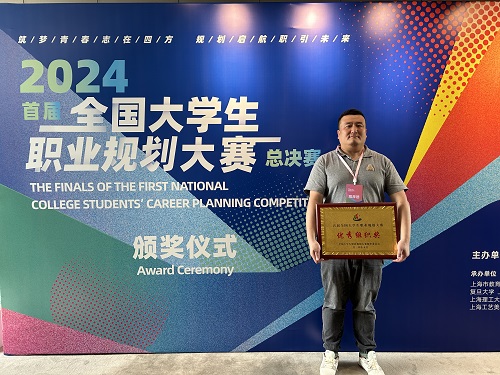 筑/梦/青/春/志/在/四/方 规/划/启/航/职/引/未/来
2024
首届 全国大学生
职业规划大赛 总决赛
THE FINALS OF THE FIRST NATIONAL
COLLEGE STUDENTS' CAREER PLANNING COMPETI
颁奖仪式
Award Ceremony
优秀组织奖
主办单
承办单位
上海市教育
复旦大学
上海理工大
上海工艺美